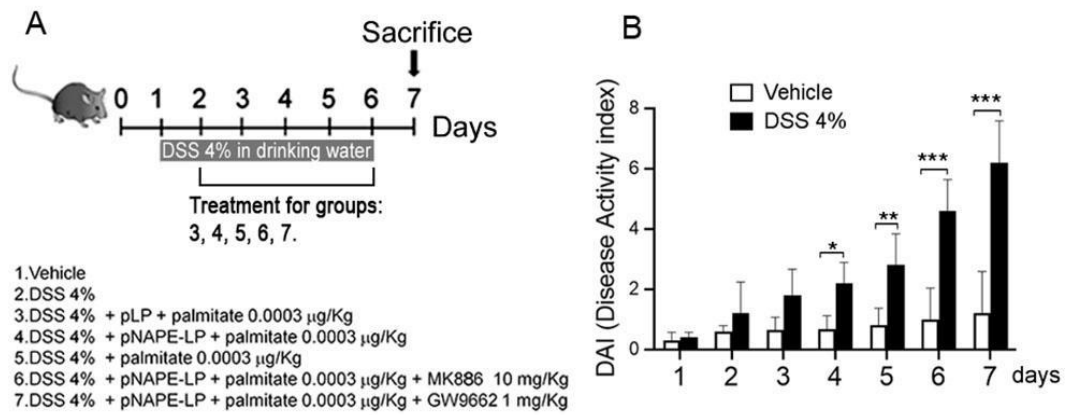 A
Sacrifice
0 1 2 3 4 5 6 7
Days
DSS 4% in drinking water
Treatment for groups:
3, 4, 5, 6, 7.
1.Vehicle
2.DSS 4%
3.DSS 4% + pLP + palmitate 0.0003 µg/Kg
4.DSS 4% + pNAPE-LP + palmitate 0.0003 µg/Kg
5.DSS 4% + palmitate 0.0003 µg/Kg
6.DSS 4% + pNAPE-LP + palmitate 0.0003 µg/Kg + MK886 10 mg/Kg
7.DSS 4% + pNAPE-LP + palmitate 0.0003 µg/Kg + GW9662 1 mg/Kg
B
DAI (Disease Activity index)
8
6
4
2
0
Vehicle
DSS 4%
*
**
***
***
1 2 3 4 5 6 7 days